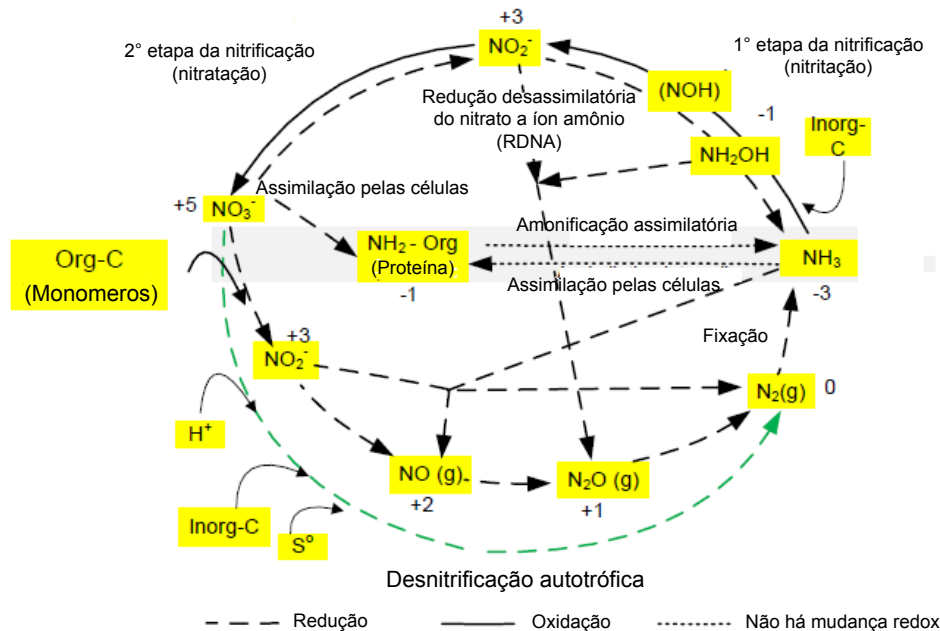 +3
NO₂⁻
2° etapa da nitrificação
(nitratação)
1° etapa da nitrificação
(nitritação)
(NOH)
Redução desassimilatória
do nitrato a íon amônio
(RDNA)
-1
Inorg-
C
NH₂OH
Assimilação pelas células
+5
NO₃⁻
Amonificação assimilatória
NH₂ - Org
(Proteína)
-1
NH₃
-3
Assimilação pelas células
Org-C
(Monomeros)
Fixação
+3
NO₂⁻
N₂(g)
0
H⁺
NO (g)-
+2
N₂O (g)
+1
Inorg-C
S⁰
Desnitrificação autotrófica
Redução
Oxidação
Não há mudança redox